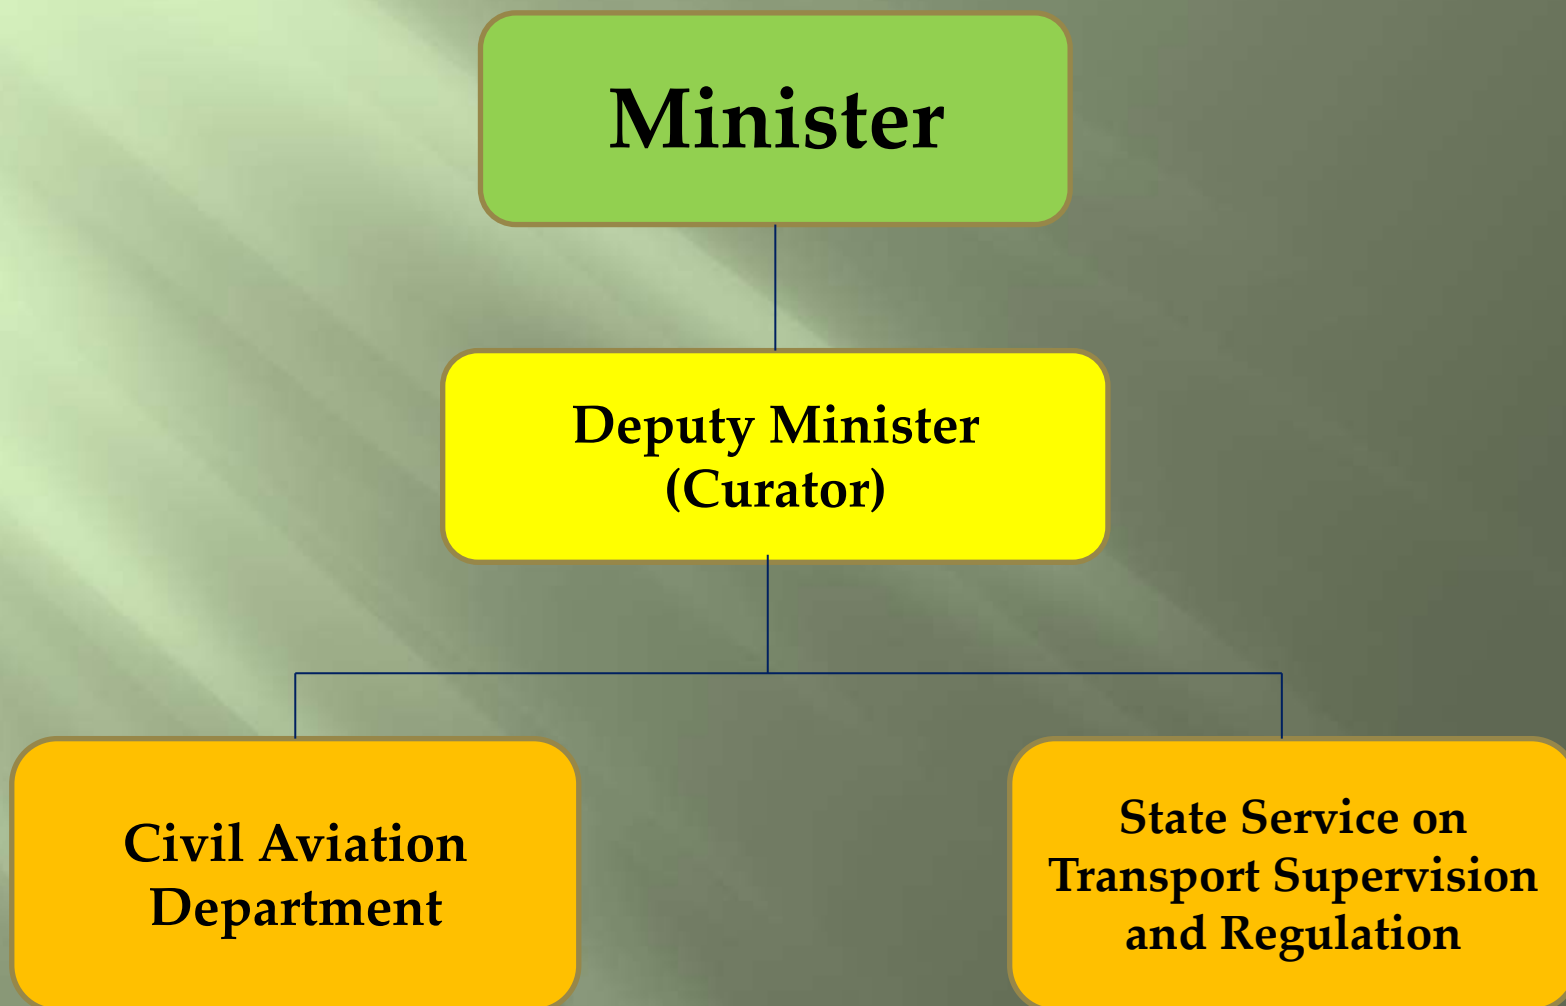 Minister
Deputy Minister
(Curator)
Civil Aviation
Department
State Service on
Transport Supervision
and Regulation